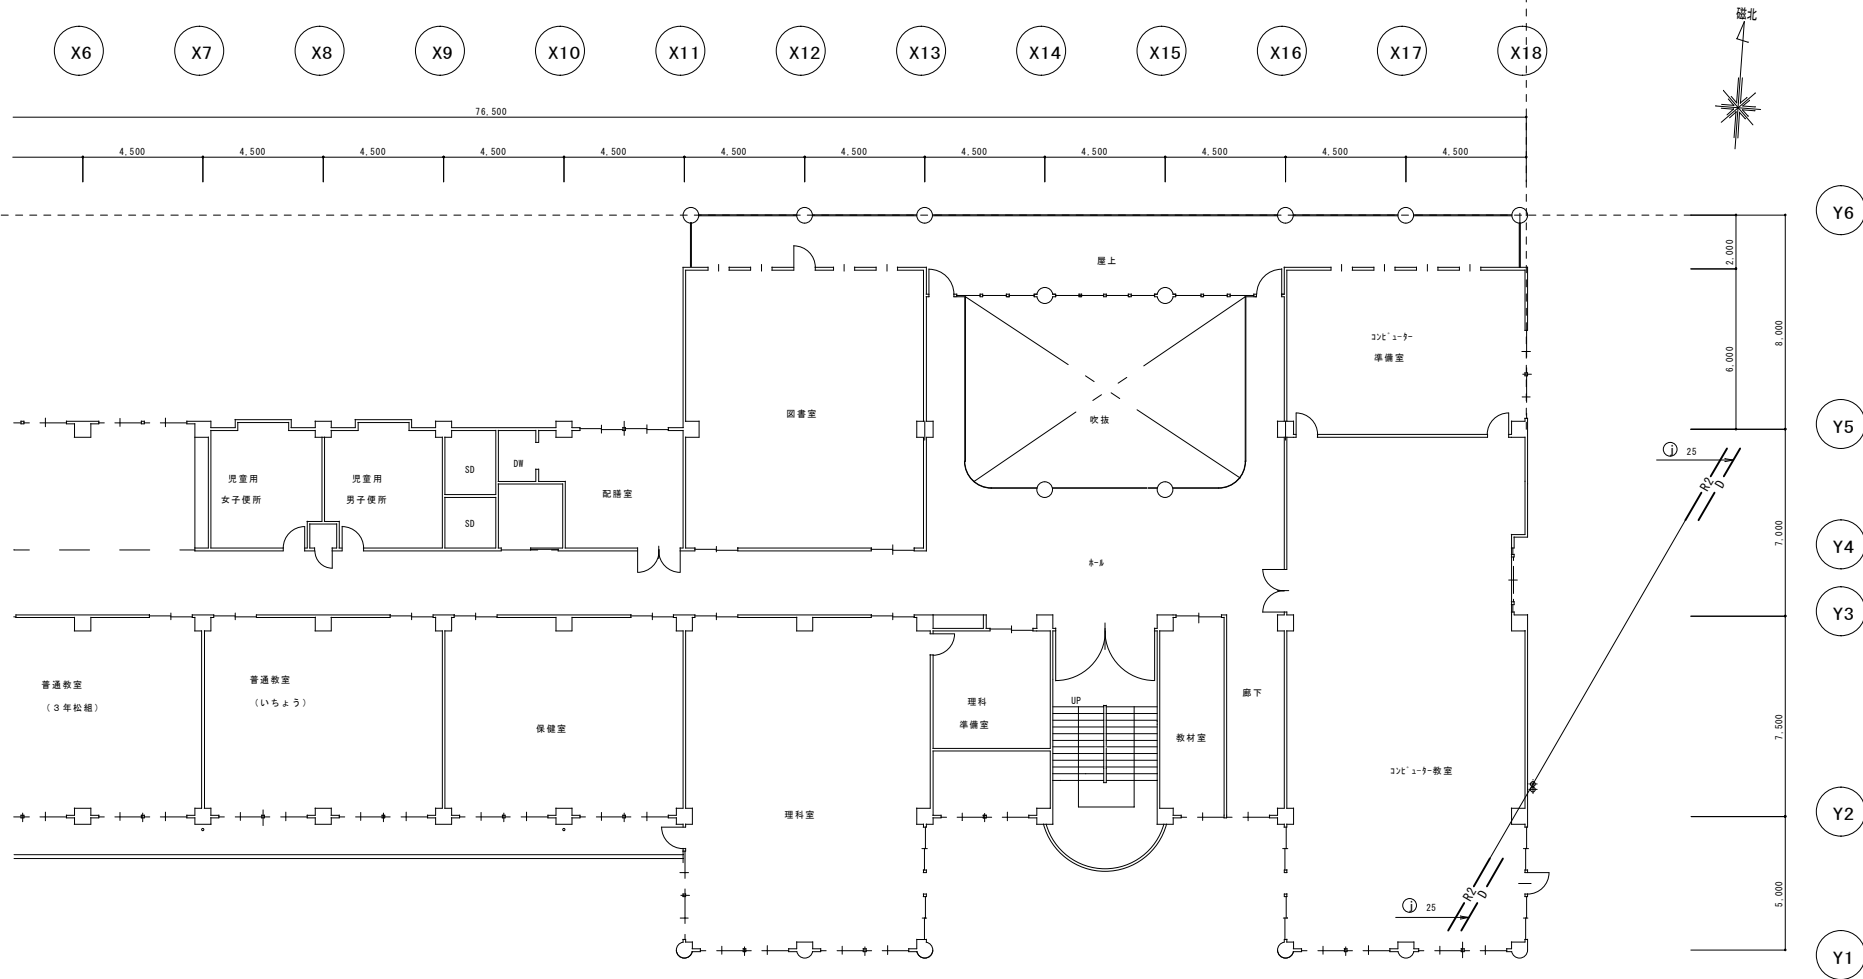 磁北
X6 X7 X8 X9 X10 X11 X12 X13 X14 X15 X16 X17 X18
76,500
4,500 4,500 4,500 4,500 4,500 4,500 4,500 4,500 4,500 4,500 4,500 4,500
Y6
2,000
屋上
8,000
コンピューター
準備室
6,000
図書室
吹抜
Y5
j 25
SD
DW
児童用
女子便所
児童用
男子便所
配膳室
R2
D
SD
7,000
Y4
ホール
Y3
普通教室
(3年松組)
普通教室
(いちょう)
保健室
理科
準備室
UP
廊下
教材室
7,500
コンピューター教室
理科室
Y2
R2
D
j 25
5,000
Y1